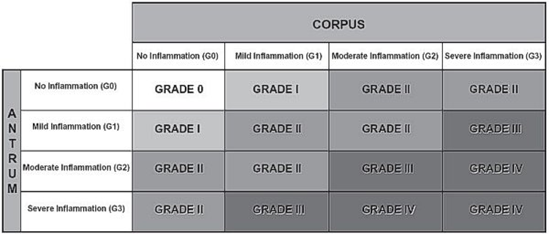 CORPUS
No Inflammation (G0) Mild Inflammation (G1) Moderate Inflammation (G2) Severe Inflammation (G3)
ANTRUM
No Inflammation (G0) GRADE 0 GRADE I GRADE II GRADE II
Mild Inflammation (G1) GRADE I GRADE II GRADE II GRADE III
Moderate Inflammation (G2) GRADE II GRADE II GRADE III GRADE IV
Severe Inflammation (G3) GRADE II GRADE III GRADE IV GRADE IV